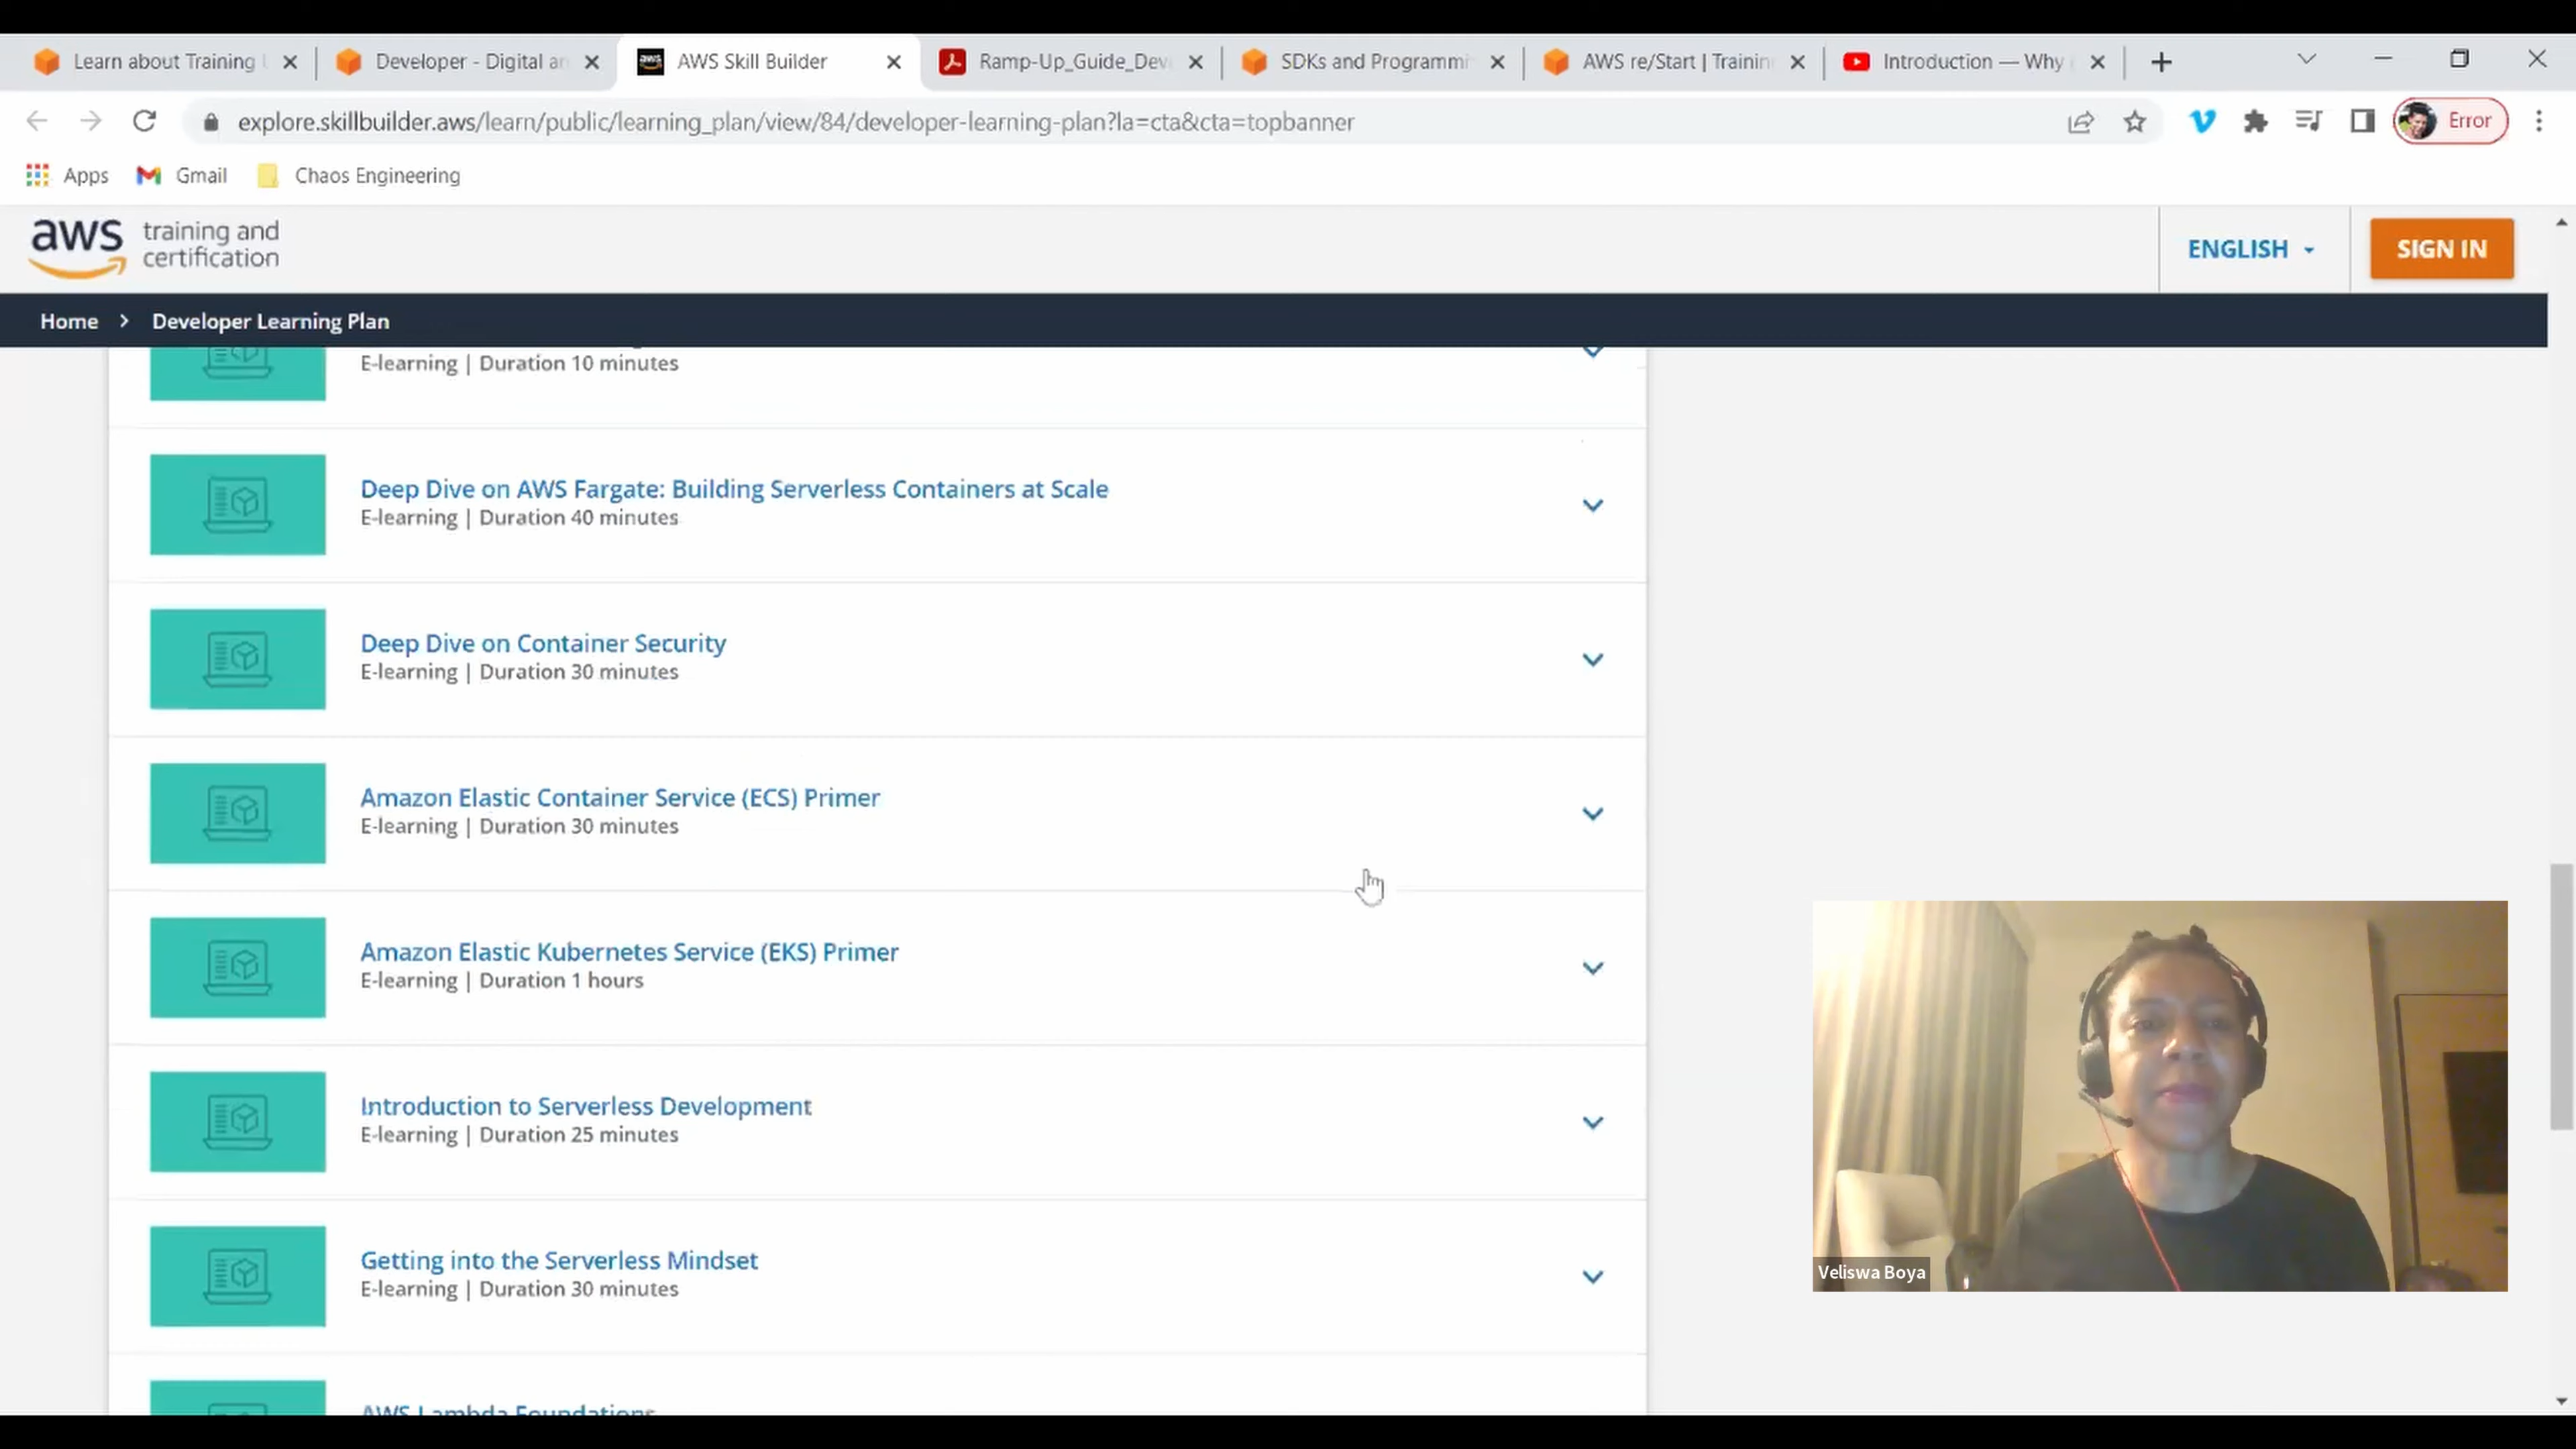 Learn about Training
Developer - Digital an
AWS Skill Builder
Ramp-Up_Guide_Dev
SDKs and Programmi
AWS re/Start | Trainin
Introduction — Why
explore.skillbuilder.aws/learn/public/learning_plan/view/84/developer-learning-plan?la=cta&cta=topbanner
Error
Apps
Gmail
Chaos Engineering
aws training and
certification
ENGLISH
SIGN IN
Home > Developer Learning Plan
E-learning | Duration 10 minutes
Deep Dive on AWS Fargate: Building Serverless Containers at Scale
E-learning | Duration 40 minutes
Deep Dive on Container Security
E-learning | Duration 30 minutes
Amazon Elastic Container Service (ECS) Primer
E-learning | Duration 30 minutes
Amazon Elastic Kubernetes Service (EKS) Primer
E-learning | Duration 1 hours
Introduction to Serverless Development
E-learning | Duration 25 minutes
Getting into the Serverless Mindset
E-learning | Duration 30 minutes
AWS Lambda Foundations
Veliswa Boya